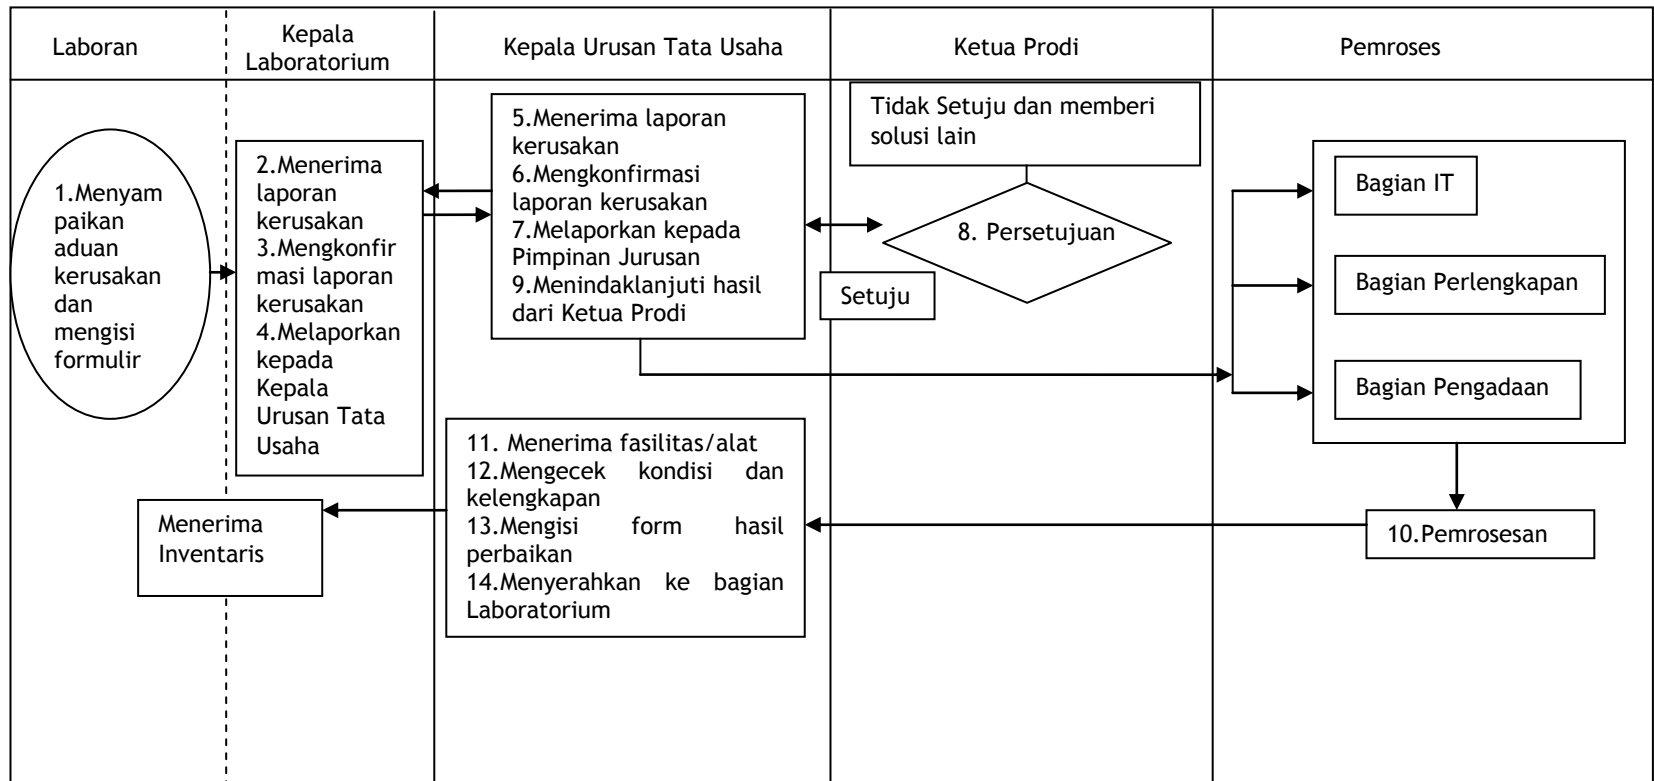 Laboran
Kepala
Laboratorium
Kepala Urusan Tata Usaha
Ketua Prodi
Pemroses
1.Menyam
paikan
aduan
kerusakan
dan
mengisi
formulir
2.Menerima
laporan
kerusakan
3.Mengkonfir
masi laporan
kerusakan
4.Melaporkan
kepada
Kepala
Urusan Tata
Usaha
5.Menerima laporan
kerusakan
6.Mengkonfirmasi
laporan kerusakan
7.Melaporkan kepada
Pimpinan Jurusan
9.Menindaklanjuti hasil
dari Ketua Prodi
Tidak Setuju dan memberi
solusi lain
8. Persetujuan
Setuju
Bagian IT
Bagian Perlengkapan
Bagian Pengadaan
10.Pemrosesan
11. Menerima fasilitas/alat
12.Mengecek kondisi dan
kelengkapan
13.Mengisi form hasil
perbaikan
14.Menyerahkan ke bagian
Laboratorium
Menerima
Inventaris